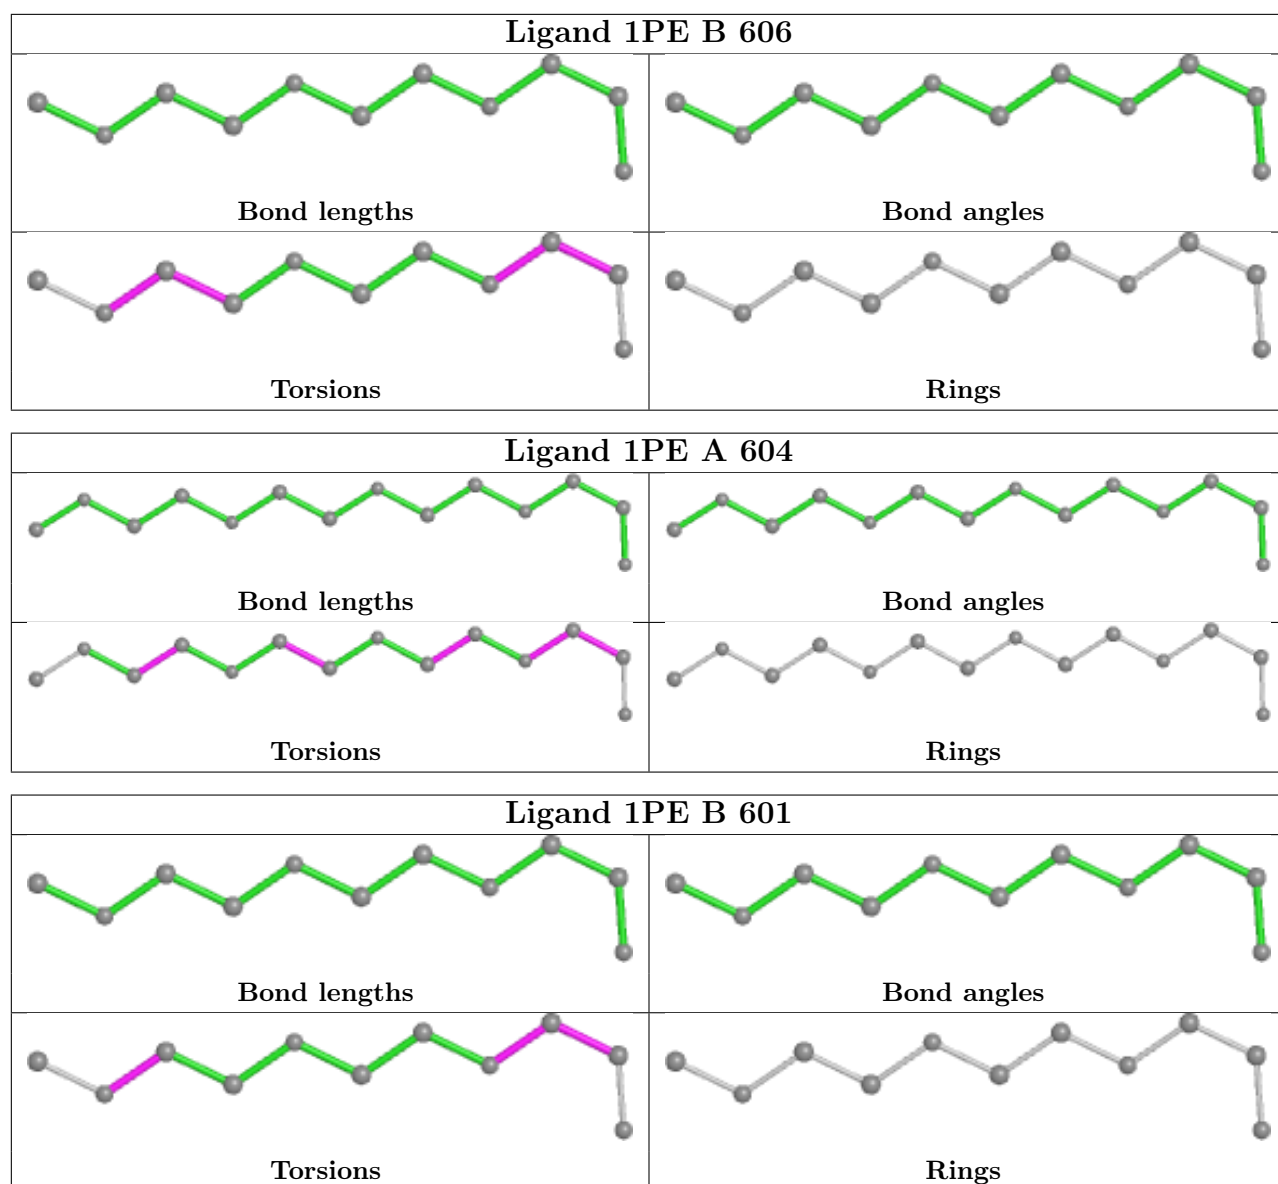 Ligand 1PE B 606
Bond lengths
Bond angles
Torsions
Rings
Ligand 1PE A 604
Bond lengths
Bond angles
Torsions
Rings
Ligand 1PE B 601
Bond lengths
Bond angles
Torsions
Rings